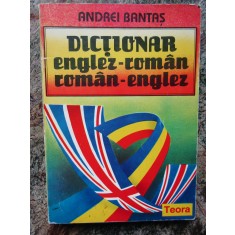 ANDREI BANTAȘ
DICȚIONAR
englez-român
român-englez
Teora